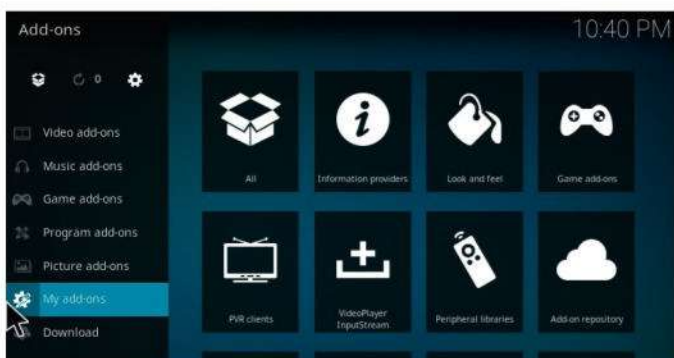 Add-ons
10:40 PM
0
Video add-ons
Music add-ons
Game add-ons
Program add-ons
Picture add-ons
My add-ons
Download
All
Information providers
Look and feel
Game add-ons
PVR clients
VideoPlayer
InputStream
Peripheral libraries
Add-on repository